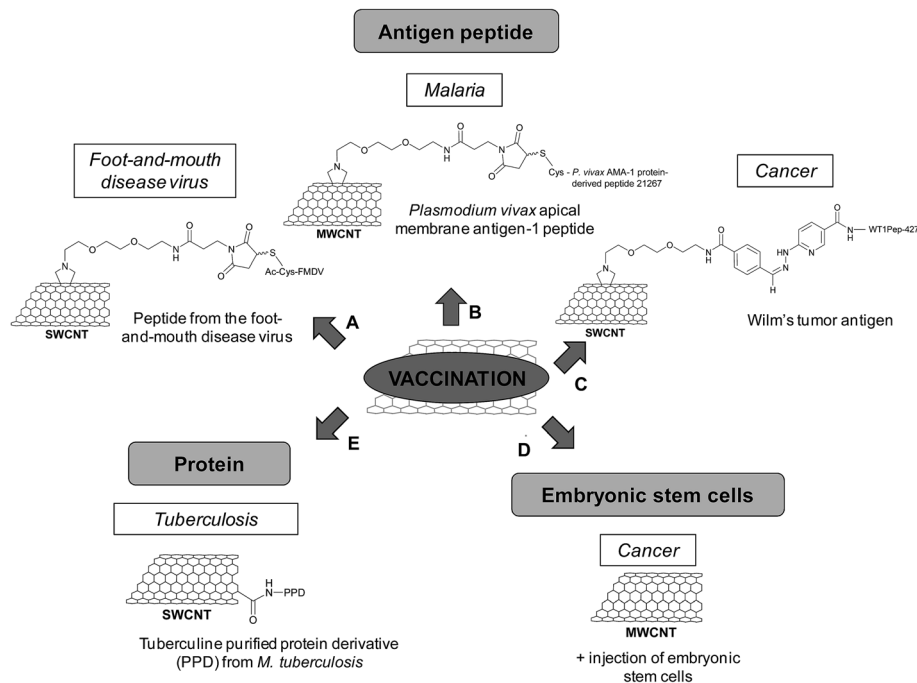 Antigen peptide
Malaria
O
O
O
O
N
H
N
O
O
S
Cys - P. vivax AMA-1 protein-
derived peptide 21267
N
MWCNT
Plasmodium vivax apical
membrane antigen-1 peptide
Foot-and-mouth
disease virus
O
O
O
O
N
H
N
O
S
Ac-Cys-FMDV
N
SWCNT
Peptide from the foot-
and-mouth disease virus
Cancer
O
O
O
N
H
O
N
H
WT1Pep-427
N
HN
N
H
N
SWCNT
Wilm's tumor antigen
A
B
C
VACCINATION
E
D
Protein
Tuberculosis
H
N–PPD
O
SWCNT
Tuberculine purified protein derivative
(PPD) from M. tuberculosis
Embryonic stem cells
Cancer
MWCNT
+ injection of embryonic
stem cells